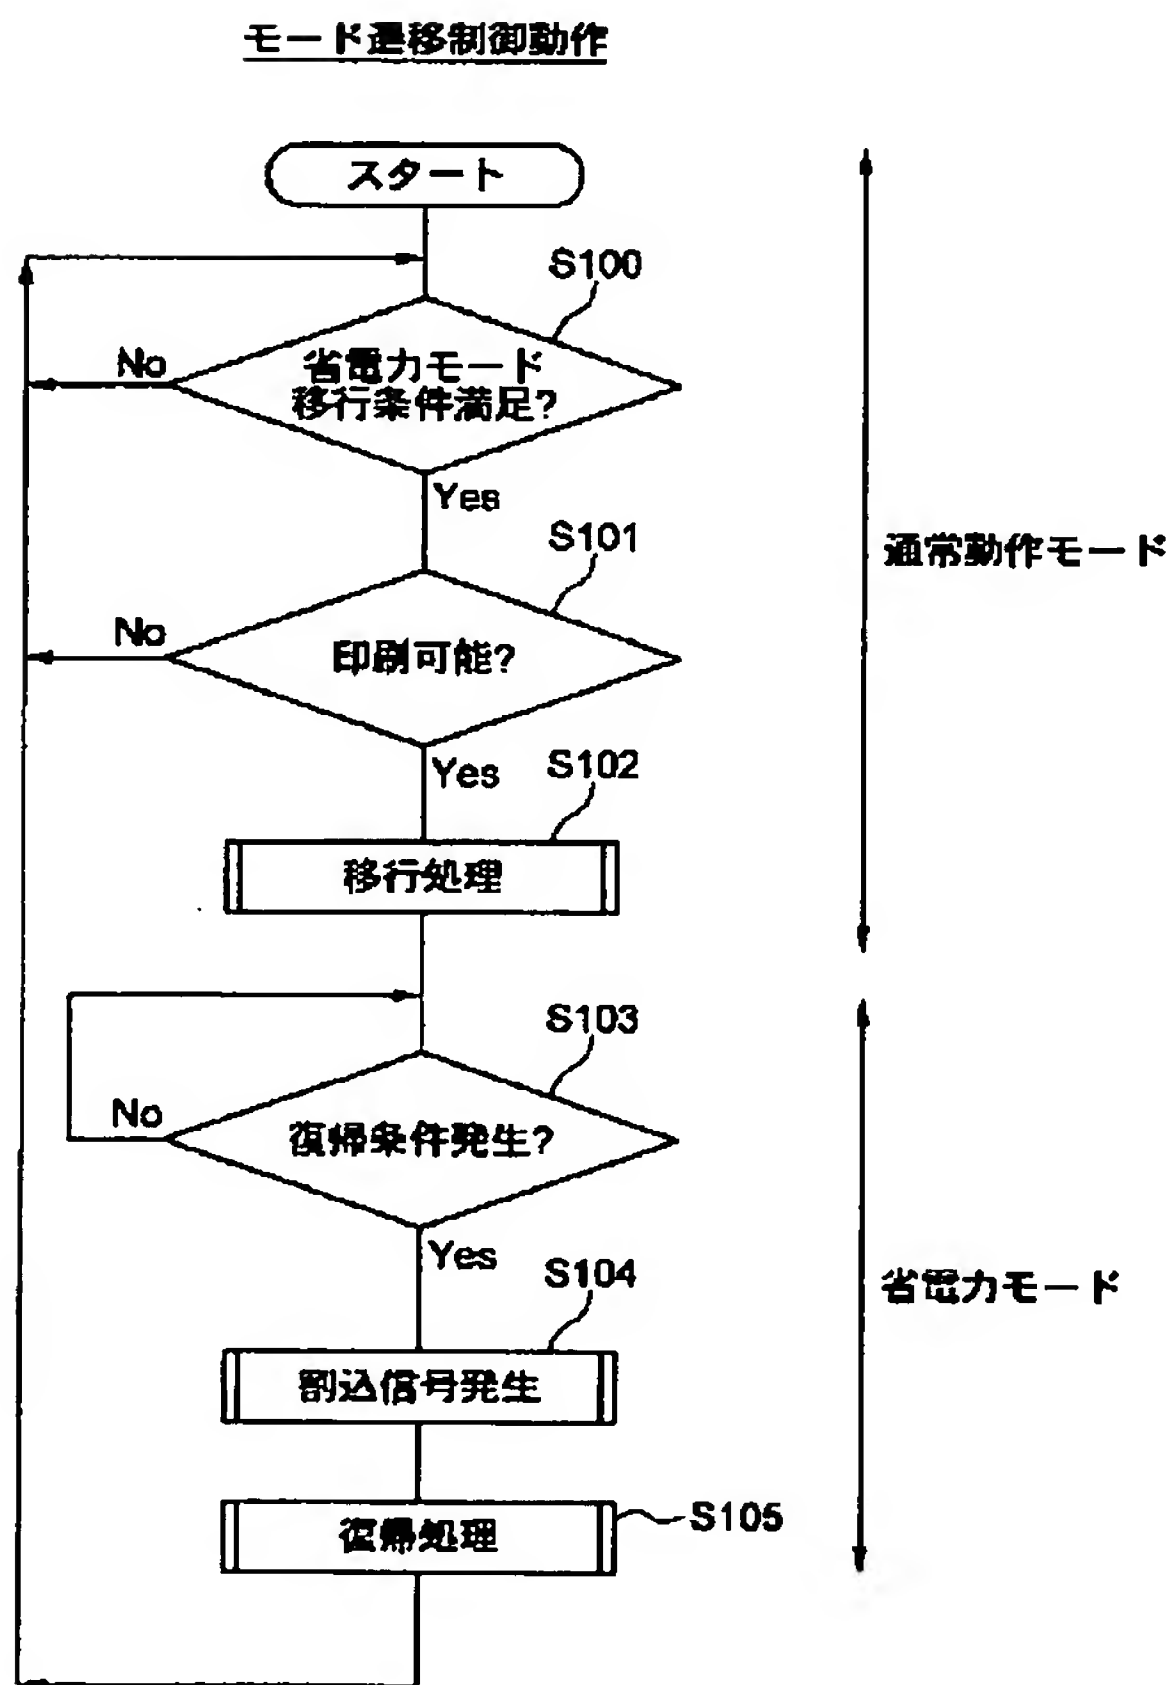 モード遷移制御動作
スタート
S100
No
省電力モード
移行条件満足?
Yes
S101
通常動作モード
No
印刷可能?
Yes
S102
移行処理
S103
No
復帰条件発生?
Yes
S104
省電力モード
割込信号発生
復帰処理
S105